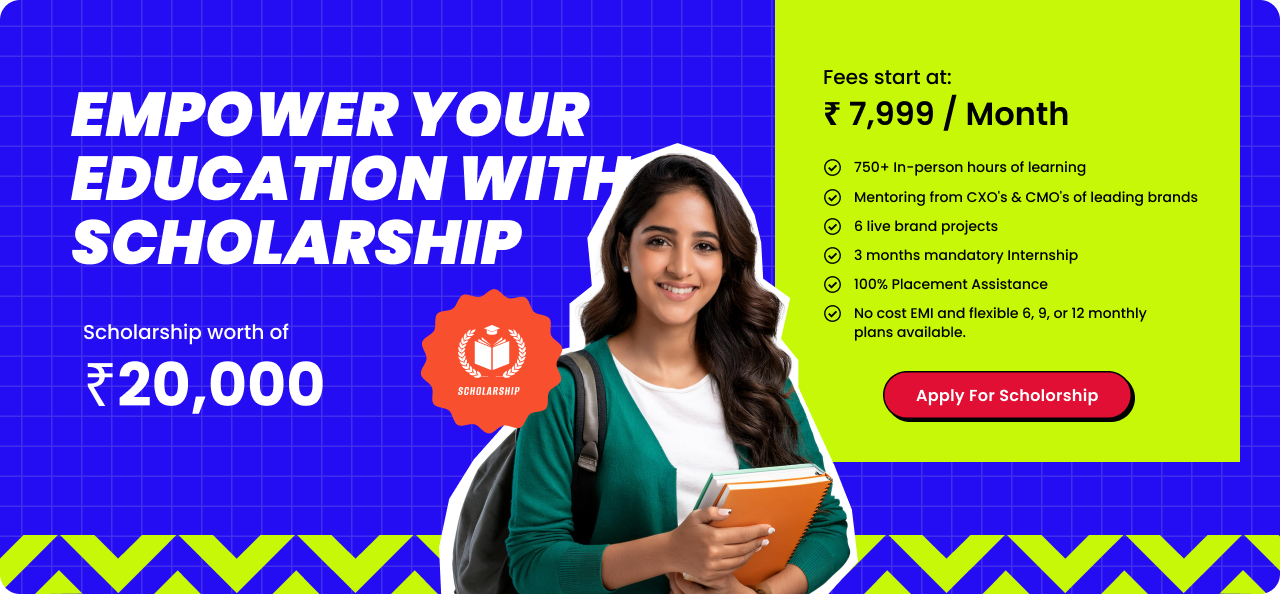 EMPOWER YOUR
EDUCATION WITH
SCHOLARSHIP
Scholarship worth of
₹20,000
SCHOLARSHIP
Fees start at:
₹ 7,999 / Month
750+ In-person hours of learning
Mentoring from CXO's & CMO's of leading brands
6 live brand projects
3 months mandatory Internship
100% Placement Assistance
No cost EMI and flexible 6, 9, or 12 monthly
plans available.
Apply For Scholorship